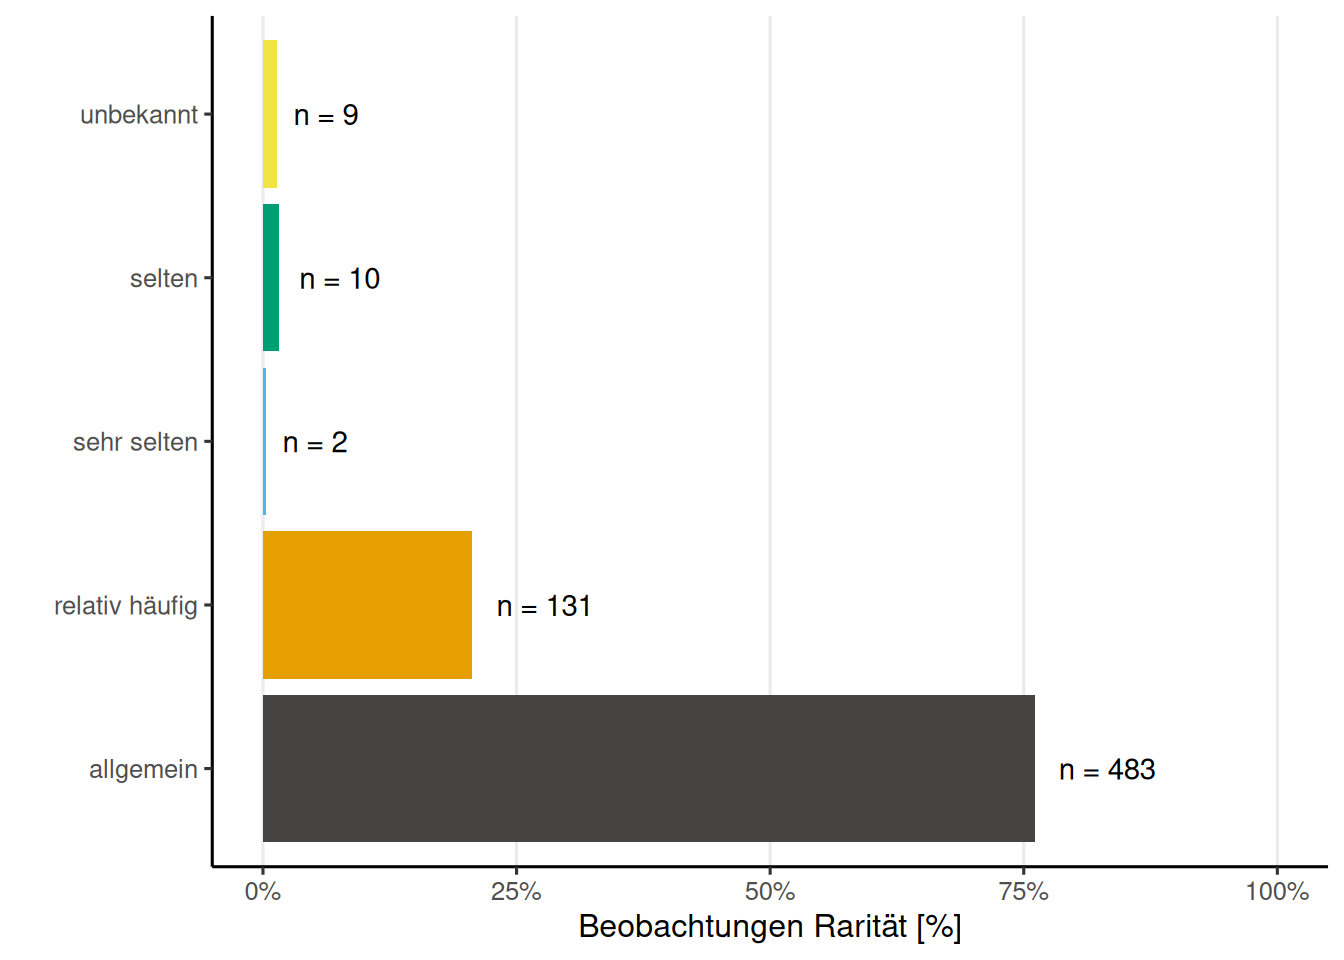 unbekannt
n = 9
selten
n = 10
sehr selten
n = 2
relativ häufig
n = 131
allgemein
n = 483
0% 25% 50% 75% 100%
Beobachtungen Rarität [%]